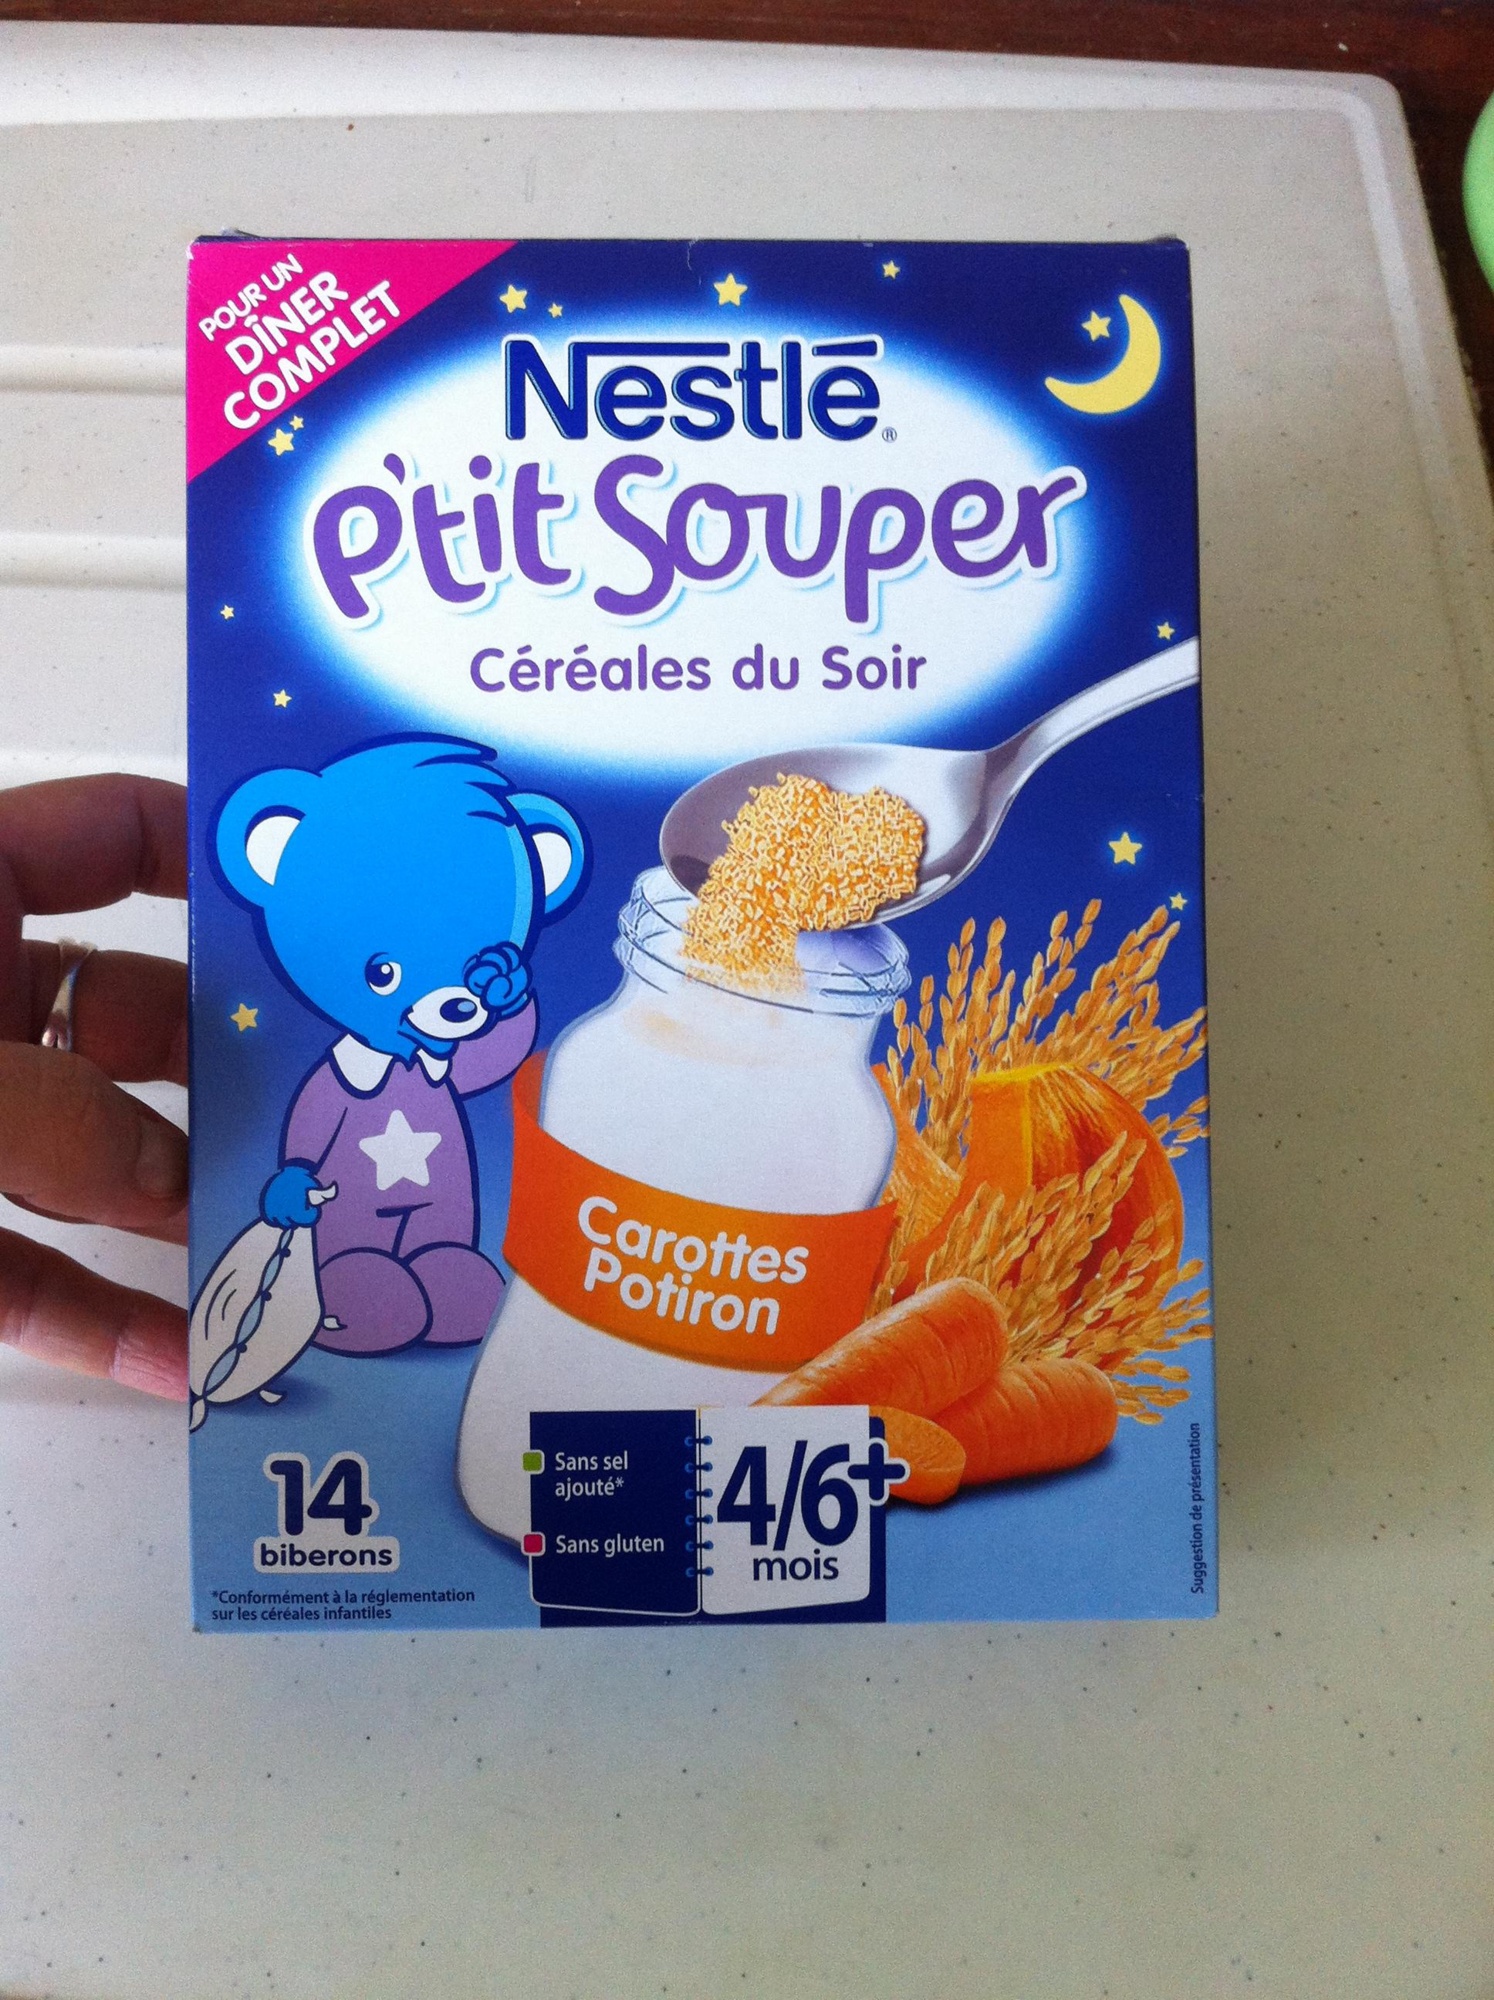 POUR UN
DÎNER
COMPLET
Nestlé®
P'tit Souper
Céréales du Soir
Carottes
Potiron
14
biberons
Sans sel
ajouté*
Sans gluten
4/6+
mois
*Conformément à la réglementation
sur les céréales infantiles
Suggestion de présentation